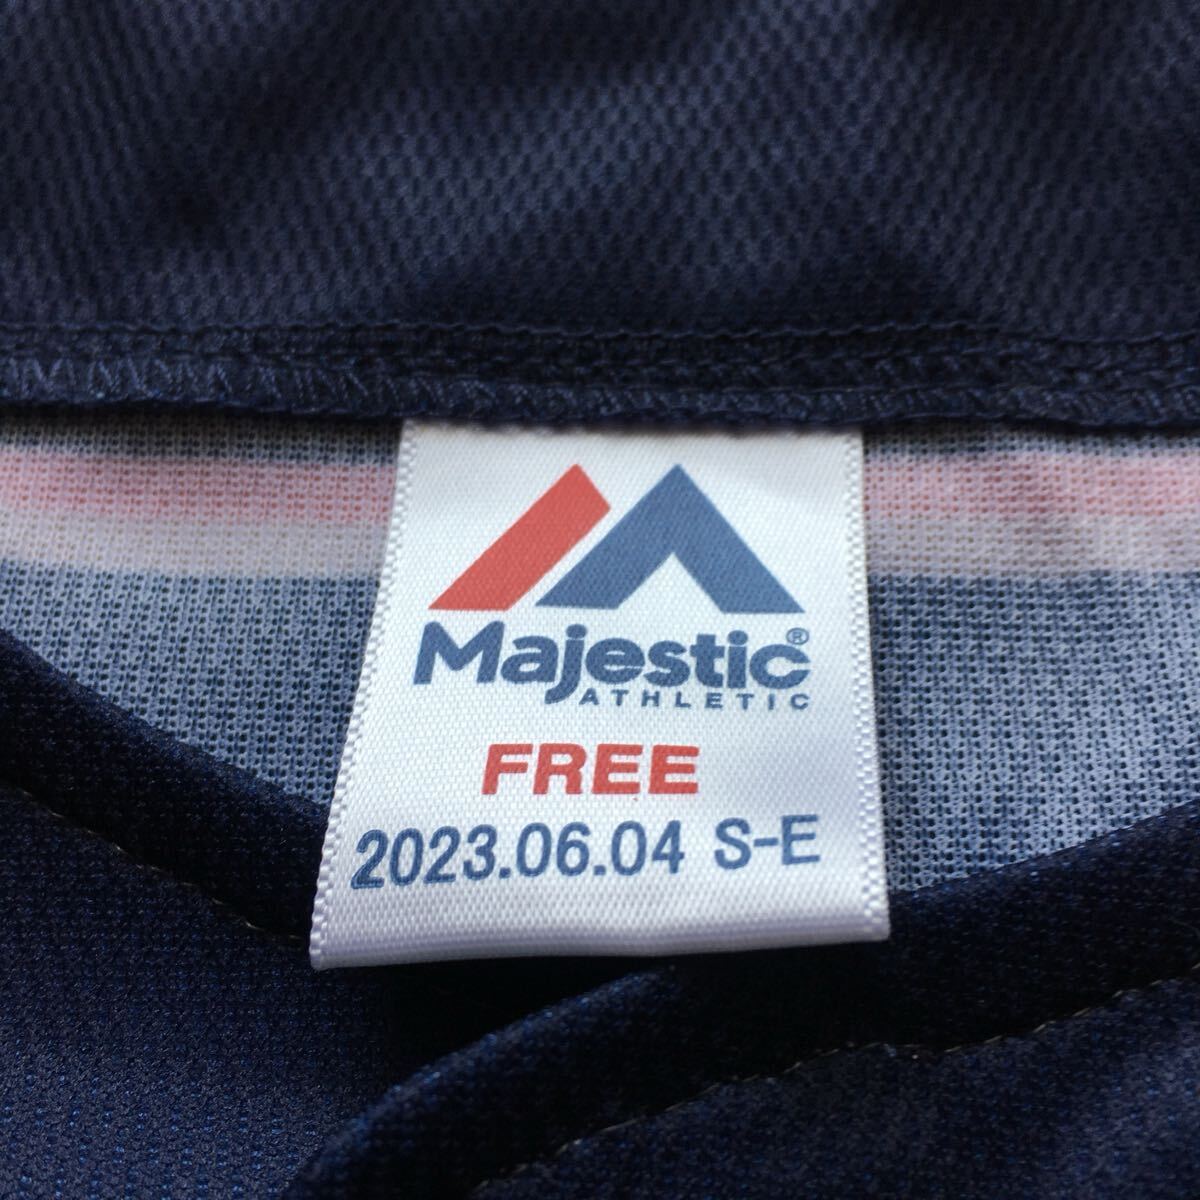 Majestic®
ATHLETIC
FREE
2023.06.04 S-E